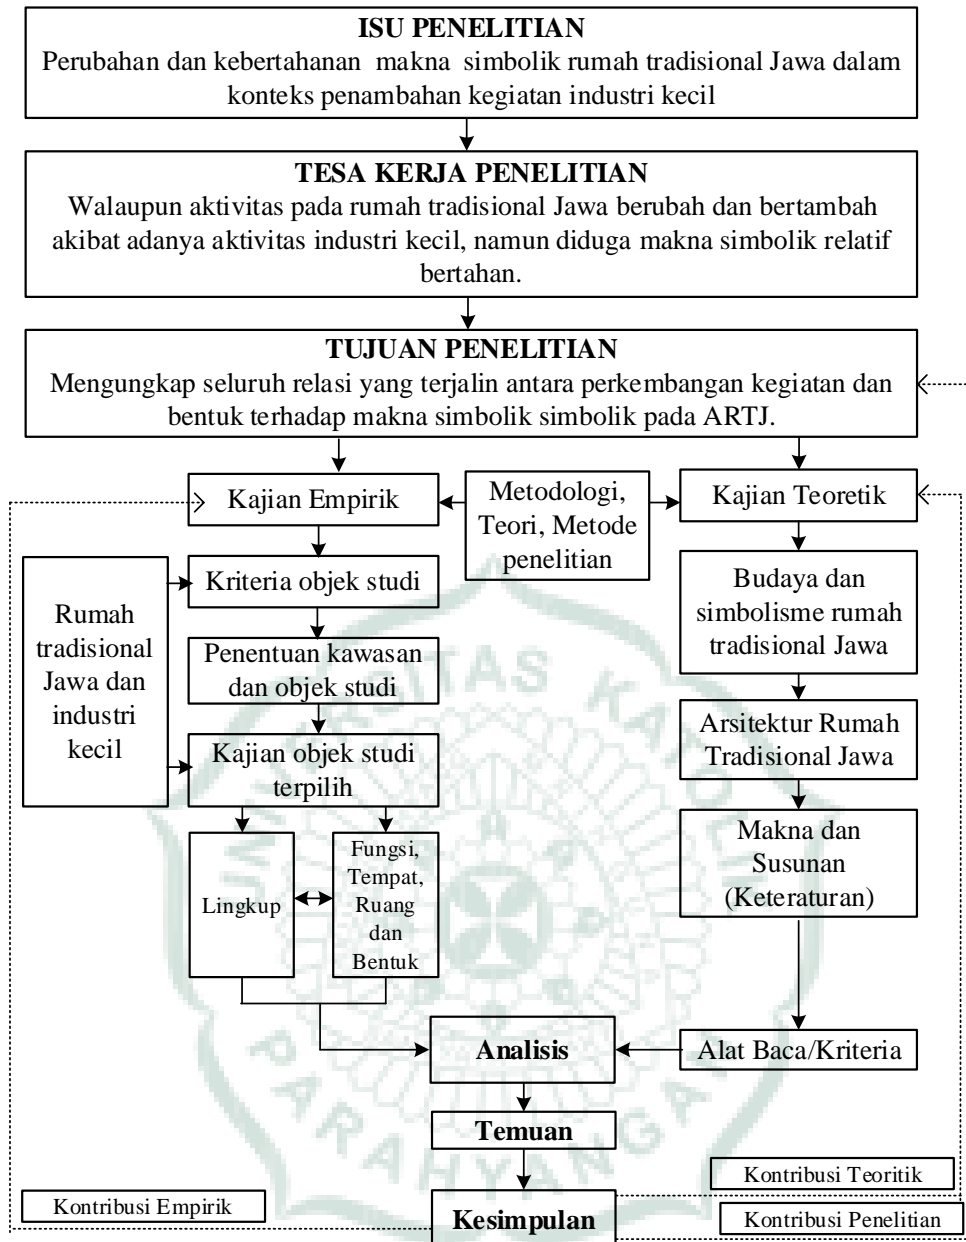 ISU PENELITIAN
Perubahan dan kebertahanan makna simbolik rumah tradisional Jawa dalam
konteks penambahan kegiatan industri kecil
TESA KERJA PENELITIAN
Walaupun aktivitas pada rumah tradisional Jawa berubah dan bertambah
akibat adanya aktivitas industri kecil, namun diduga makna simbolik relatif
bertahan.
TUJUAN PENELITIAN
Mengungkap seluruh relasi yang terjalin antara perkembangan kegiatan dan
bentuk terhadap makna simbolik simbolik pada ARTJ.
Kajian Empirik
Metodologi,
Teori, Metode
penelitian
Kajian Teoretik
Rumah
tradisional
Jawa dan
industri
kecil
Kriteria objek studi
Penentuan kawasan
dan objek studi
Kajian objek studi
terpilih
Lingkup
Fungsi,
Tempat,
Ruang
dan
Bentuk
Budaya dan
simbolisme rumah
tradisional Jawa
Arsitektur Rumah
Tradisional Jawa
Makna dan
Susunan
(Keteraturan)
Alat Baca/Kriteria
Analisis
Temuan
Kesimpulan
Kontribusi Empirik
Kontribusi Teoritik
Kontribusi Penelitian
UNIVERSITAS KATOLIK
PARAHYANGAN